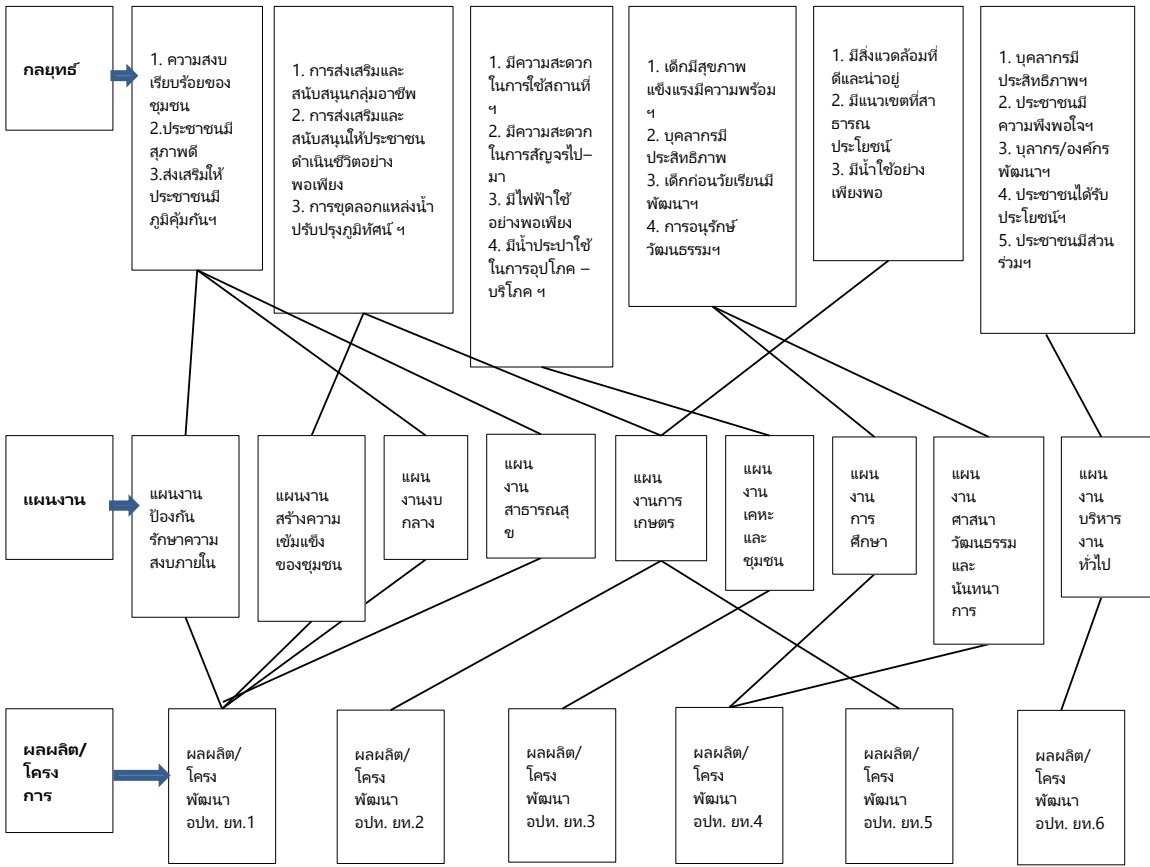 กลยุทธ์
1. ความสงบ
เรียบร้อยของ
ชุมชน
2.ประชาชนมี
สุภาพดี
3.ส่งเสริมให้
ประชาชนมี
ภูมิคุ้มกันฯ
1. การส่งเสริมและ
สนับสนุนกลุ่มอาชีพ
2. การส่งเสริมและ
สนับสนุนให้ประชาชน
ดำเนินชีวิตอย่าง
พอเพียง
3. การขุดลอกแหล่งน้ำ
ปรับปรุงภูมิทัศน์ ฯ
1. มีความสะดวก
ในการใช้สถานที่
ฯ
2. มีความสะดวก
ในการสัญจรไป–
มา
3. มีไฟฟ้าใช้
อย่างพอเพียง
4. มีน้ำประปาใช้
ในการอุปโภค –
บริโภค ฯ
1. เด็กมีสุขภาพ
แข็งแรงมีความพร้อม
ฯ
2. บุคลากรมี
ประสิทธิภาพ
3. เด็กก่อนวัยเรียนมี
พัฒนาฯ
4. การอนุรักษ์
วัฒนธรรมฯ
1. มีสิ่งแวดล้อมที่
ดีและน่าอยู่
2. มีแนวเขตที่สา
ธารณ
ประโยชน์
3. มีน้ำใช้อย่าง
เพียงพอ
1. บุคลากรมี
ประสิทธิภาพฯ
2. ประชาชนมี
ความพึงพอใจฯ
3. บุลากร/องค์กร
พัฒนาฯ
4. ประชาชนได้รับ
ประโยชน์ฯ
5. ประชาชนมีส่วน
ร่วมฯ
แผนงาน
แผนงาน
ป้องกัน
รักษาความ
สงบภายใน
แผนงาน
สร้างความ
เข้มแข็ง
ของชุมชน
แผน
งานงบ
กลาง
แผน
งาน
สาธารณสุ
ข
แผน
งานการ
เกษตร
แผน
งาน
เคหะ
และ
ชุมชน
แผน
งาน
การ
ศึกษา
แผน
งาน
ศาสนา
วัฒนธรรม
และ
นันทนา
การ
แผน
งาน
บริหาร
งาน
ทั่วไป
ผลผลิต/
โครง
การ
ผลผลิต/
โครง
พัฒนา
อปท. ยท.1
ผลผลิต/
โครง
พัฒนา
อปท. ยท.2
ผลผลิต/
โครง
พัฒนา
อปท. ยท.3
ผลผลิต/
โครง
พัฒนา
อปท. ยท.4
ผลผลิต/
โครง
พัฒนา
อปท. ยท.5
ผลผลิต/
โครง
พัฒนา
อปท. ยท.6